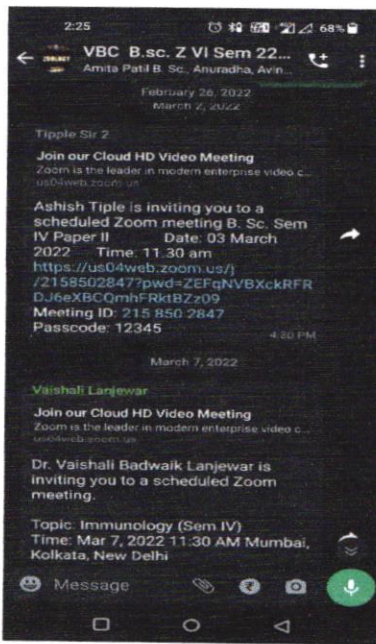 2:25
68%
VBC B.sc. Z VI Sem 22...
Amita Patil B. Sc., Anuradha, Avin...
February 26, 2022
March 2, 2022
Tipple Sir 2
Join our Cloud HD Video Meeting
Zoom is the leader in modern enterprise video c...
us04web.zoom.us
Ashish Tiple is inviting you to a
scheduled Zoom meeting B. Sc. Sem
IV Paper II Date: 03 March
2022 Time: 11.30 am
https://us04web.zoom.us/j
/2158502847?pwd=ZEFqNVBXckRFR
DJ6eXBCQmhFRktBZz09
Meeting ID: 215 850 2847
Passcode: 12345
4:20 PM
March 7, 2022
Vaishali Lanjewar
Join our Cloud HD Video Meeting
Zoom is the leader in modern enterprise video c...
us04web.zoom.us
Dr. Vaishali Badwaik Lanjewar is
inviting you to a scheduled Zoom
meeting.
Topic: Immunology (Sem IV)
Time: Mar 7, 2022 11:30 AM Mumbai,
Kolkata, New Delhi
Message